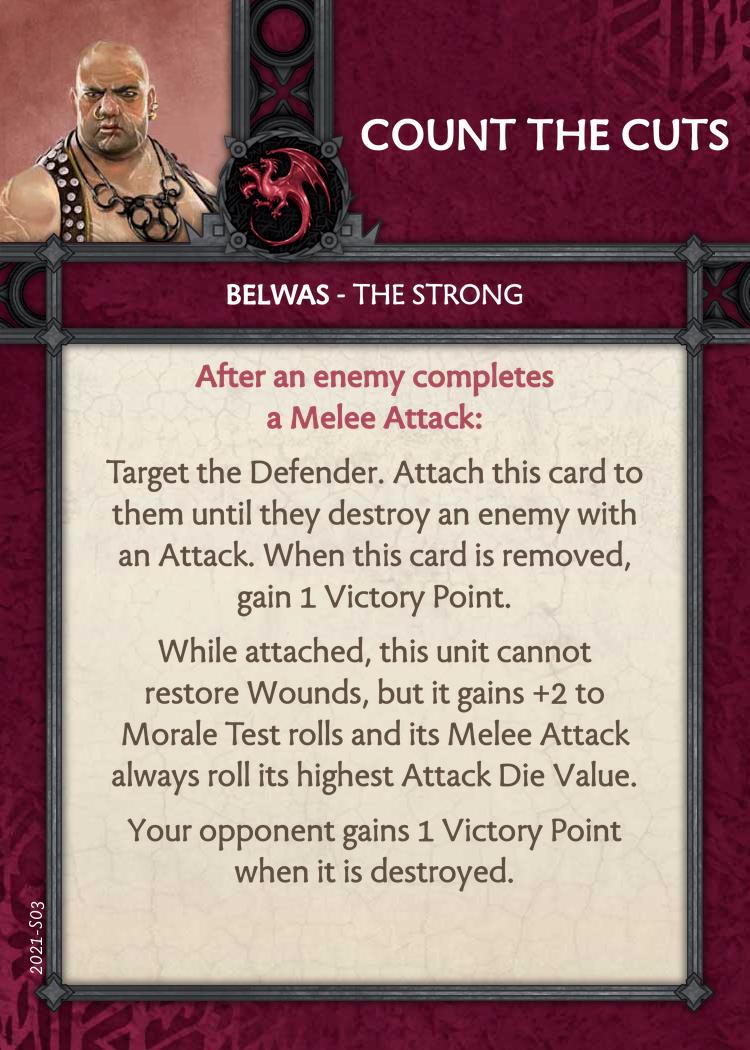 COUNT THE CUTS
BELWAS - THE STRONG
After an enemy completes
a Melee Attack:
Target the Defender. Attach this card to
them until they destroy an enemy with
an Attack. When this card is removed,
gain 1 Victory Point.
While attached, this unit cannot
restore Wounds, but it gains +2 to
Morale Test rolls and its Melee Attack
always roll its highest Attack Die Value.
Your opponent gains 1 Victory Point
when it is destroyed.
2021-S03